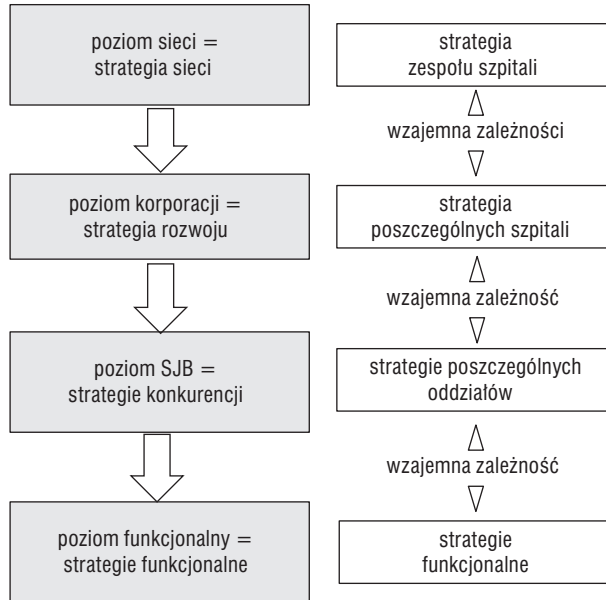 poziom sieci =
strategia sieci
strategia
zespołu szpitali
wzajemna zależności
poziom korporacji =
strategia rozwoju
strategia
poszczególnych szpitali
wzajemna zależność
poziom SJB =
strategie konkurencji
strategie poszczególnych
oddziałów
wzajemna zależność
poziom funkcjonalny =
strategie funkcjonalne
strategie
funkcjonalne